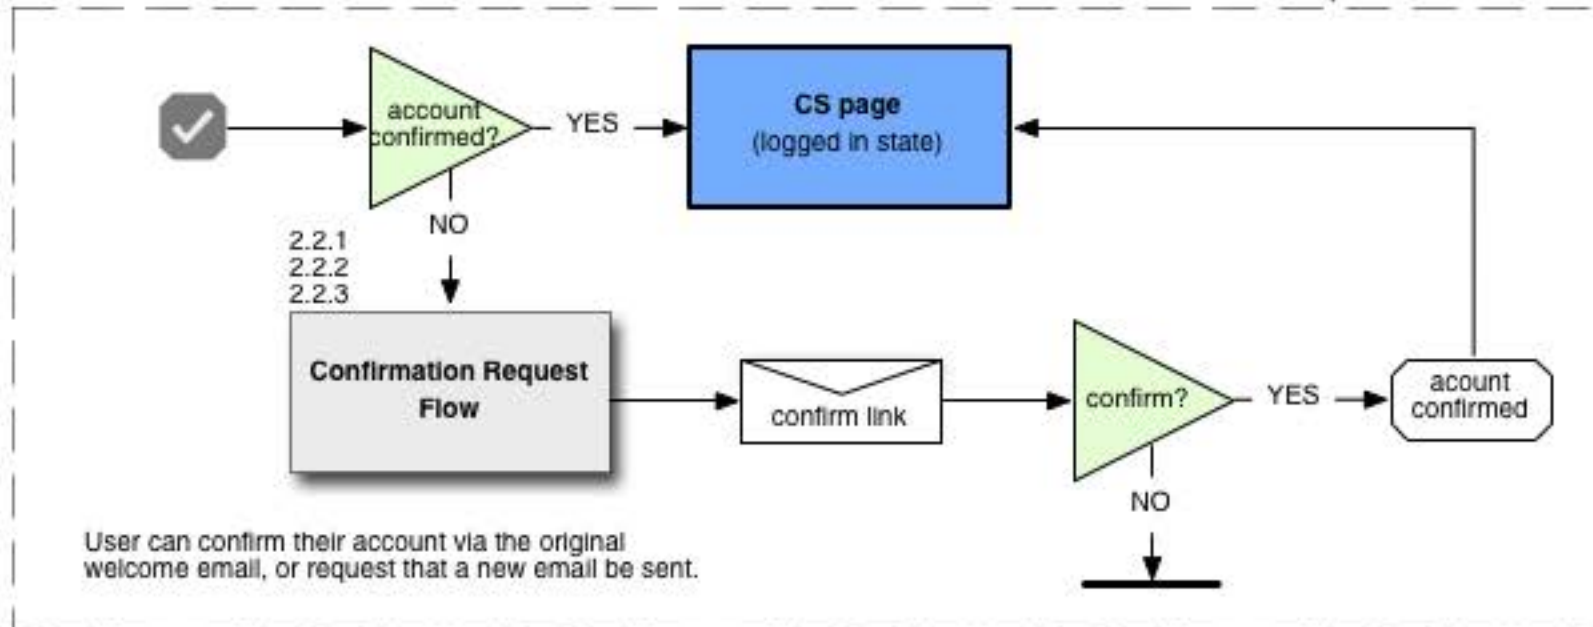 account
confirmed?
YES
CS page
(logged in state)
NO
2.2.1
2.2.2
2.2.3
Confirmation Request
Flow
confirm link
confirm?
YES
acount
confirmed
NO
User can confirm their account via the original
welcome email, or request that a new email be sent.